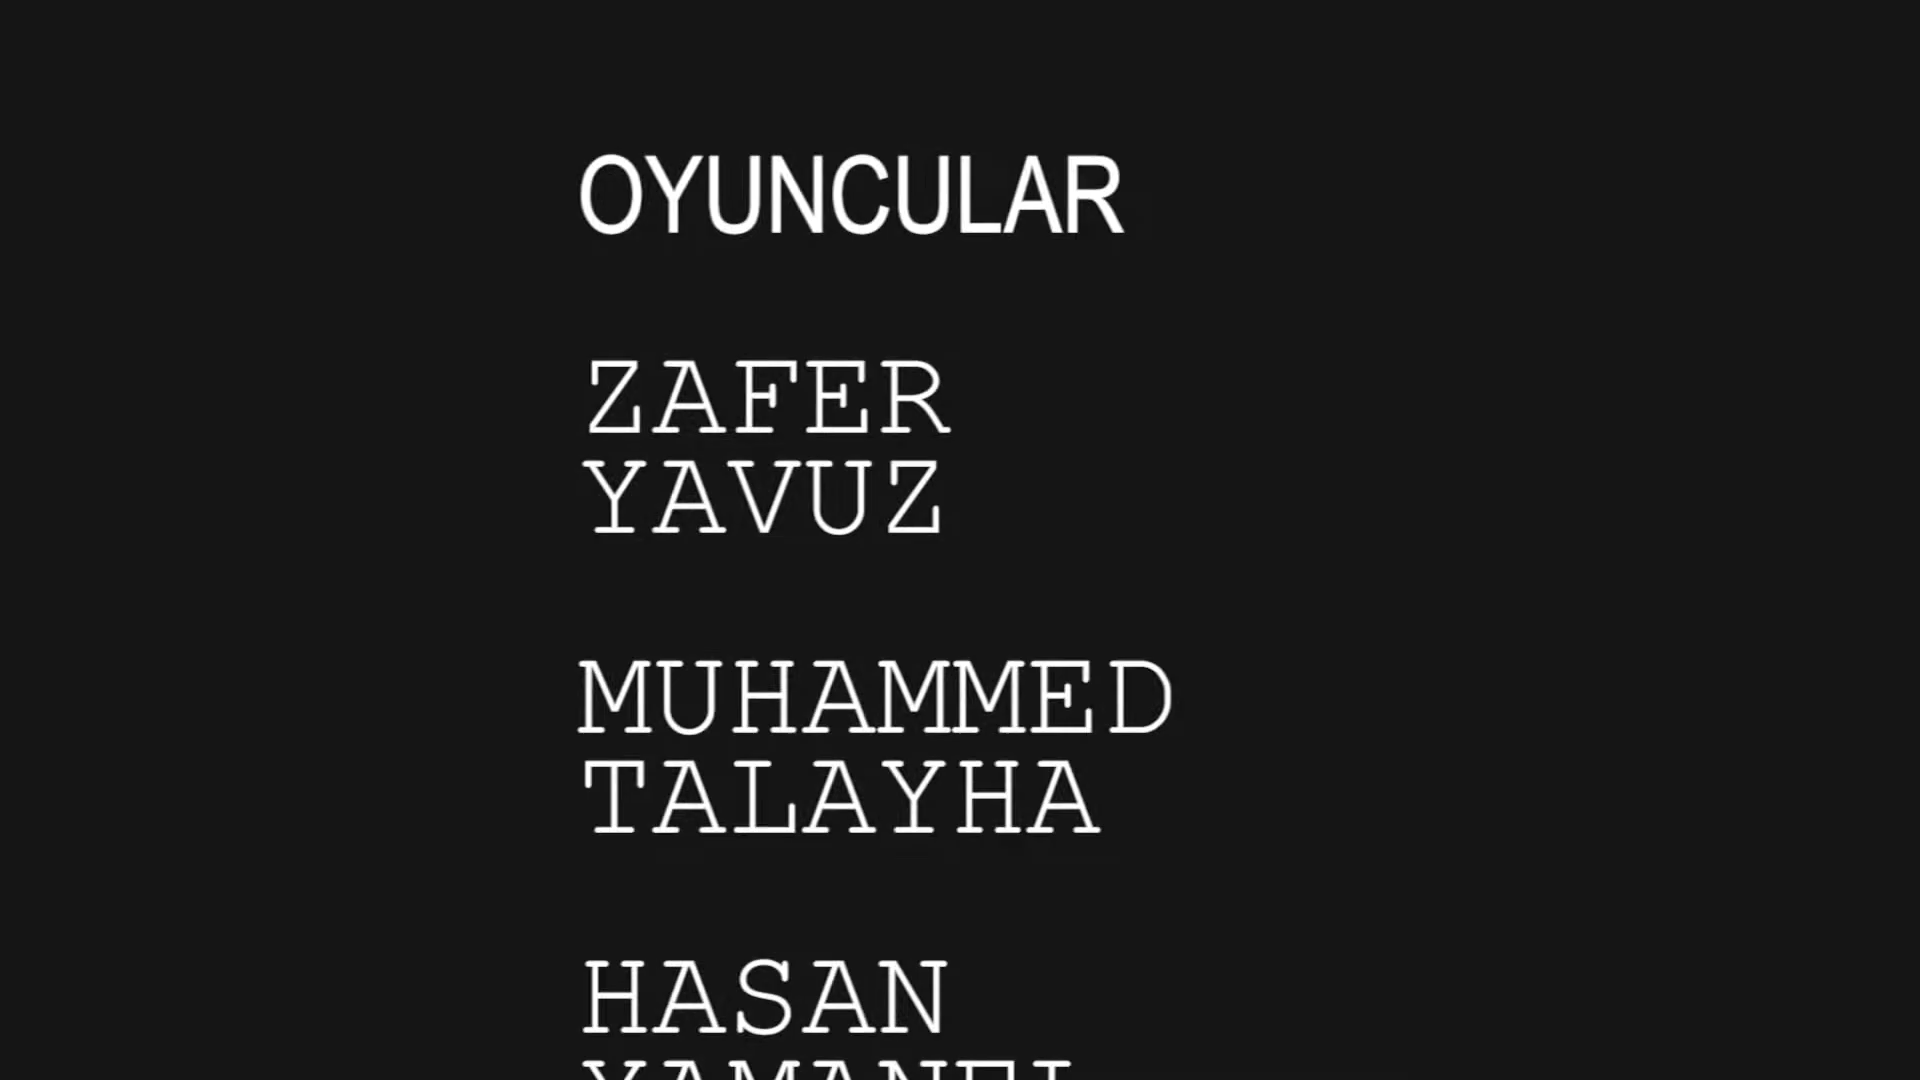 OYUNCULAR
ZAFER
YAVUZ
MUHAMMED
TALAYHA
HASAN